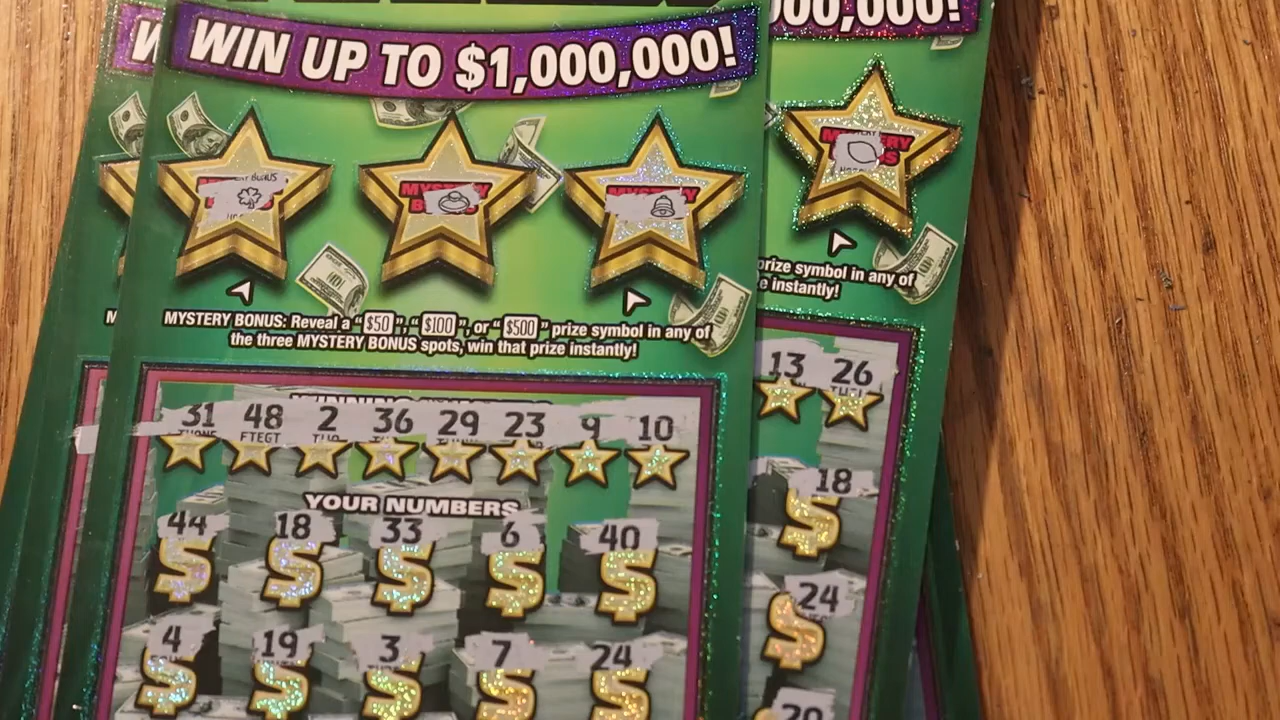 WIN UP TO $1,000,000!
MYSTERY BONUS: Reveal a "$50", "$100", or "$500" prize symbol in any of
the three MYSTERY BONUS spots, win that prize instantly!
31 48 2 36 29 23 9 10
YOUR NUMBERS
44 18 33 6 40
4 19 3 7 24
000,000!
prize symbol in any of
e instantly!
13 26
18
24
20